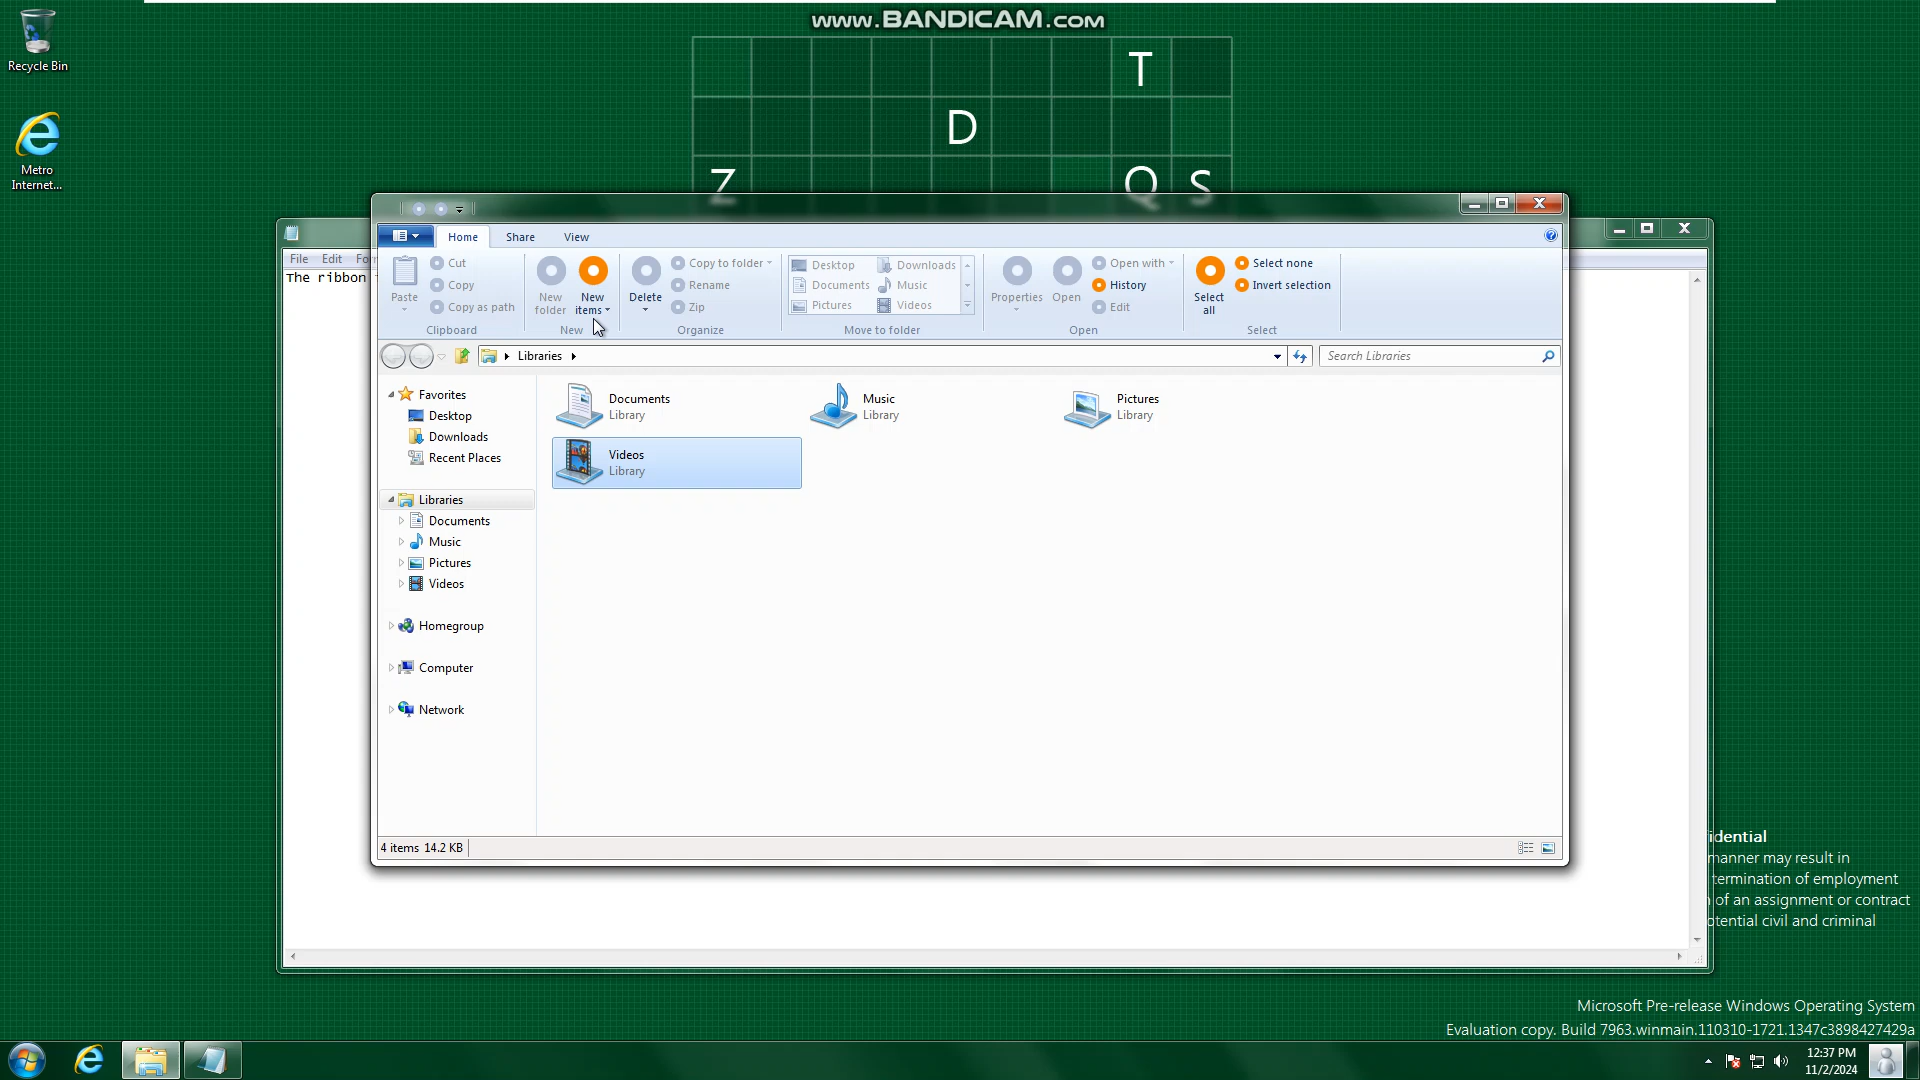 www.BANDICAM.com
Recycle Bin
T
D
Z Q S
Metro
Internet...
File Edit Fo
The ribbon
Home Share View
Paste
Cut
Copy
Copy as path
Clipboard
New
folder
New
items
New
Delete
Copy to folder
Rename
Zip
Organize
Desktop Downloads
Documents Music
Pictures Videos
Move to folder
Properties
Open
Open with
History
Edit
Open
Select
all
Select none
Invert selection
Select
Libraries
Search Libraries
Favorites
Desktop
Downloads
Recent Places
Libraries
Documents
Music
Pictures
Videos
Homegroup
Computer
Network
Documents
Library
Music
Library
Pictures
Library
Videos
Library
4 items 14.2 KB
idential
manner may result in
termination of employment
of an assignment or contract
otential civil and criminal
Microsoft Pre-release Windows Operating System
Evaluation copy. Build 7963.winmain.110310-1721.1347c3898427429a
12:37 PM
11/2/2024